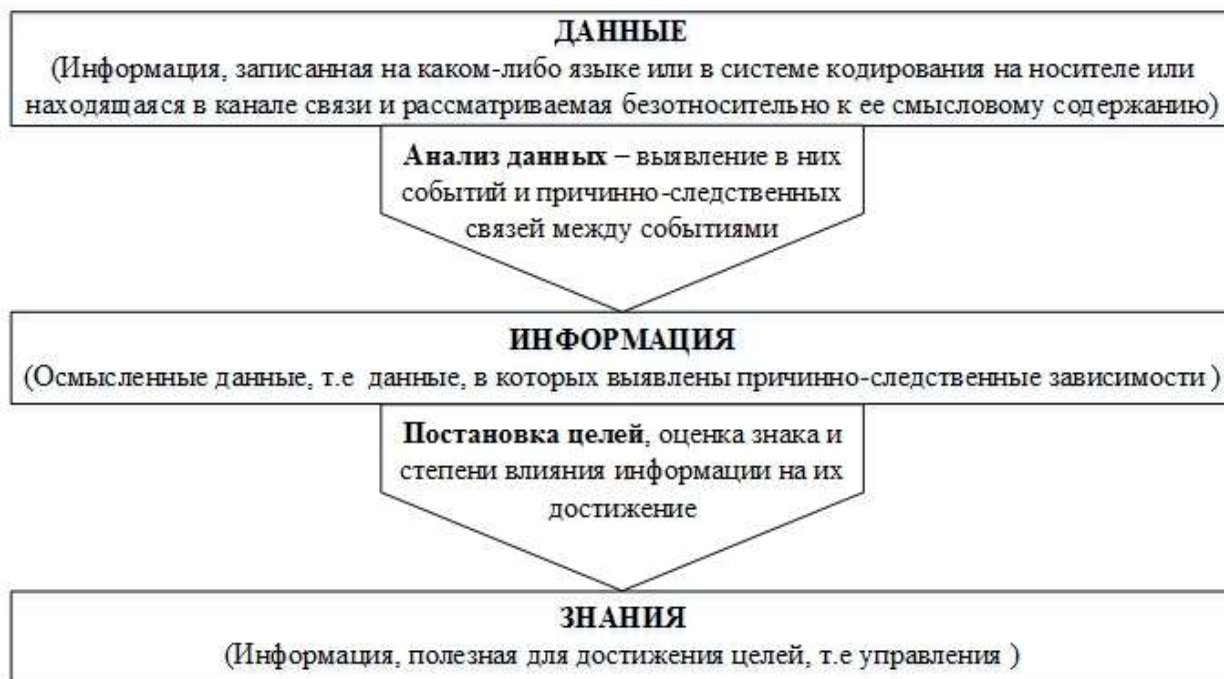 ДАННЫЕ
(Информация, записанная на каком-либо языке или в системе кодирования на носителе или
находящаяся в канале связи и рассматриваемая безотносительно к ее смысловому содержанию)
Анализ данных – выявление в них
событий и причинно-следственных
связей между событиями
ИНФОРМАЦИЯ
(Осмысленные данные, т.е данные, в которых выявлены причинно-следственные зависимости )
Постановка целей, оценка знака и
степени влияния информации на их
достижение
ЗНАНИЯ
(Информация, полезная для достижения целей, т.е управления )